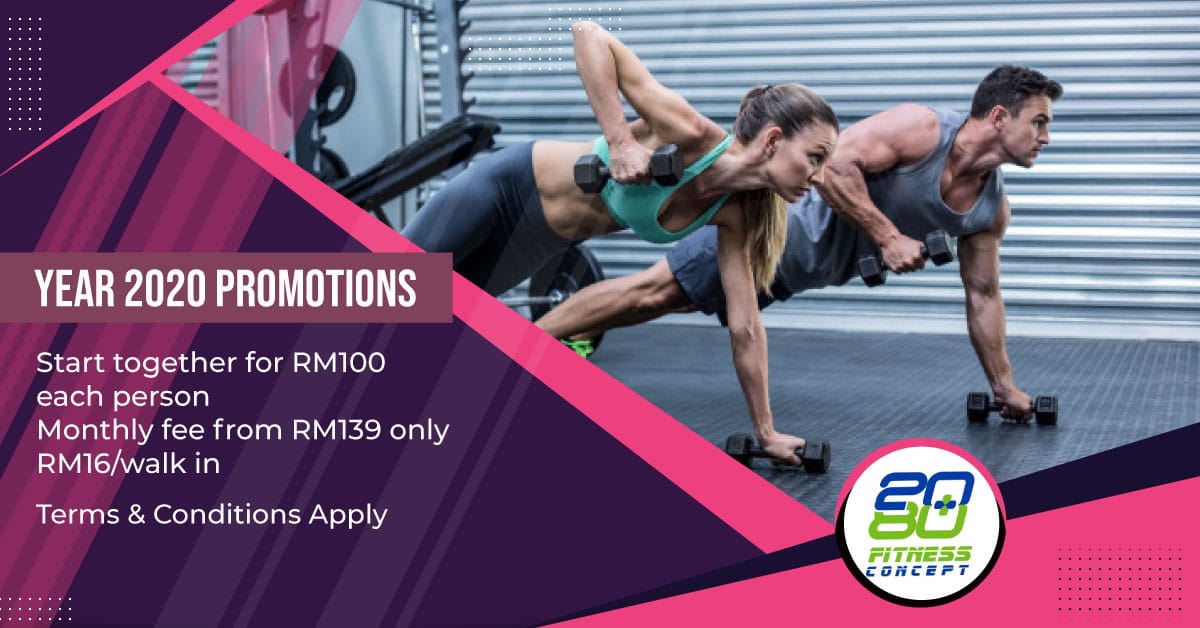 YEAR 2020 PROMOTIONS
Start together for RM100
each person
Monthly fee from RM139 only
RM16/walk in
Terms & Conditions Apply
20
80+
FITNESS
CONCEPT